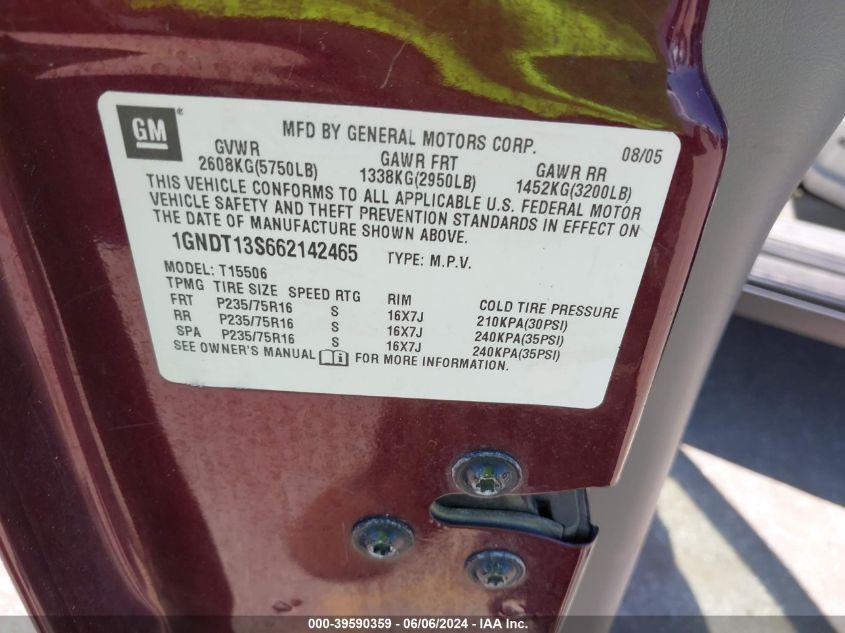 GM ®
MFD BY GENERAL MOTORS CORP. 08/05
GVWR GAWR FRT GAWR RR
2608KG(5750LB) 1338KG(2950LB) 1452KG(3200LB)
THIS VEHICLE CONFORMS TO ALL APPLICABLE U.S. FEDERAL MOTOR
VEHICLE SAFETY AND THEFT PREVENTION STANDARDS IN EFFECT ON
THE DATE OF MANUFACTURE SHOWN ABOVE.
1GNDT13S662142465 TYPE: M.P.V.
MODEL: T15506
TPMG TIRE SIZE SPEED RTG RIM COLD TIRE PRESSURE
FRT P235/75R16 S 16X7J 210KPA(30PSI)
RR P235/75R16 S 16X7J 240KPA(35PSI)
SPA P235/75R16 S 16X7J 240KPA(35PSI)
SEE OWNER'S MANUAL i FOR MORE INFORMATION.
000-39590359 - 06/06/2024 - IAA Inc.